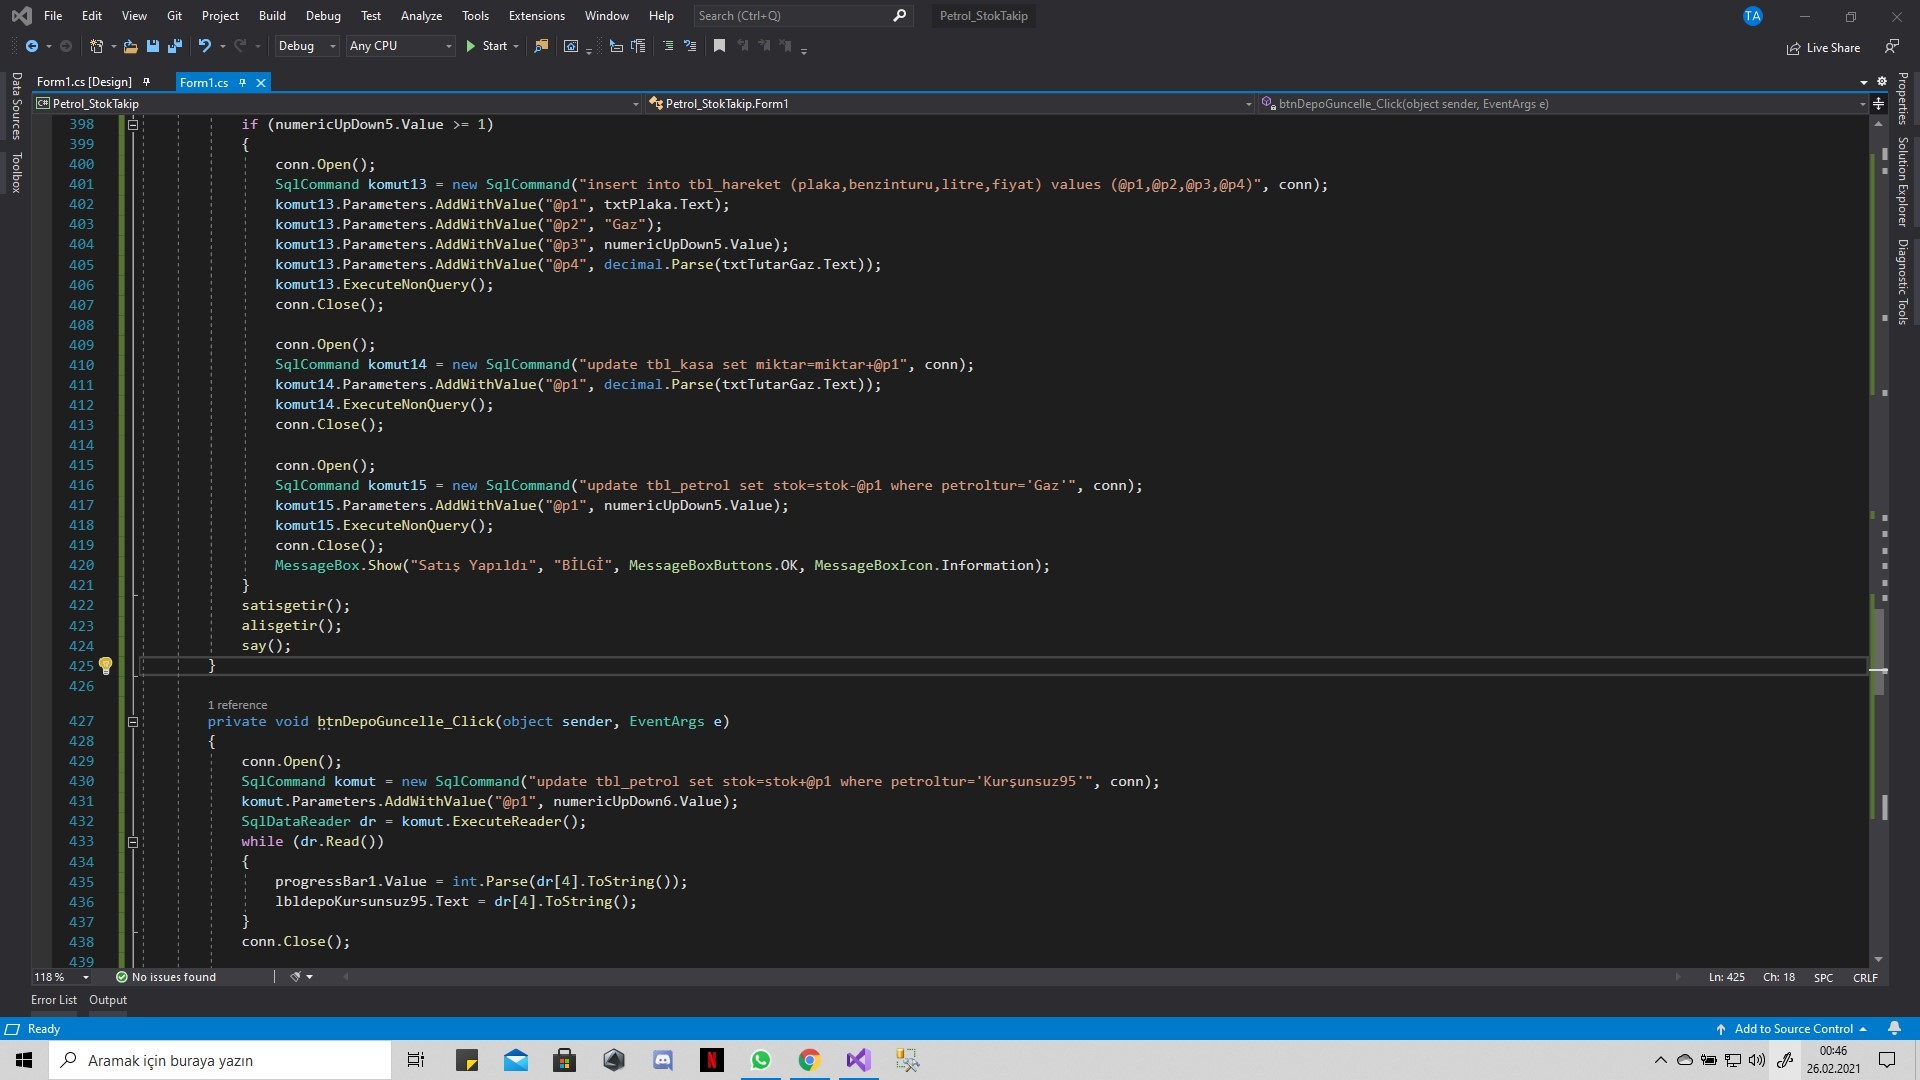 File Edit View Git Project Build Debug Test Analyze Tools Extensions Window Help Search (Ctrl+Q) Petrol_StokTakip TA
Debug Any CPU Start Live Share
Data Sources
Toolbox
Form1.cs [Design] Form1.cs
C# Petrol_StokTakip Petrol_StokTakip.Form1 btnDepoGuncelle_Click(object sender, EventArgs e)
398 if (numericUpDown5.Value >= 1)
399 {
400 conn.Open();
401 SqlCommand komut13 = new SqlCommand("insert into tbl_hareket (plaka,benzinturu,litre,fiyat) values (@p1,@p2,@p3,@p4)", conn);
402 komut13.Parameters.AddWithValue("@p1", txtPlaka.Text);
403 komut13.Parameters.AddWithValue("@p2", "Gaz");
404 komut13.Parameters.AddWithValue("@p3", numericUpDown5.Value);
405 komut13.Parameters.AddWithValue("@p4", decimal.Parse(txtTutarGaz.Text));
406 komut13.ExecuteNonQuery();
407 conn.Close();
408
409 conn.Open();
410 SqlCommand komut14 = new SqlCommand("update tbl_kasa set miktar=miktar+@p1", conn);
411 komut14.Parameters.AddWithValue("@p1", decimal.Parse(txtTutarGaz.Text));
412 komut14.ExecuteNonQuery();
413 conn.Close();
414
415 conn.Open();
416 SqlCommand komut15 = new SqlCommand("update tbl_petrol set stok=stok-@p1 where petroltur='Gaz'", conn);
417 komut15.Parameters.AddWithValue("@p1", numericUpDown5.Value);
418 komut15.ExecuteNonQuery();
419 conn.Close();
420 MessageBox.Show("Satış Yapıldı", "BİLGİ", MessageBoxButtons.OK, MessageBoxIcon.Information);
421 }
422 satisgetir();
423 alisgetir();
424 say();
425 }
426
1 reference
427 private void btnDepoGuncelle_Click(object sender, EventArgs e)
428 {
429 conn.Open();
430 SqlCommand komut = new SqlCommand("update tbl_petrol set stok=stok+@p1 where petroltur='Kurşunsuz95'", conn);
431 komut.Parameters.AddWithValue("@p1", numericUpDown6.Value);
432 SqlDataReader dr = komut.ExecuteReader();
433 while (dr.Read())
434 {
435 progressBar1.Value = int.Parse(dr[4].ToString());
436 lbldepoKursunsuz95.Text = dr[4].ToString();
437 }
438 conn.Close();
439
Properties
Solution Explorer
Diagnostic Tools
118 % No issues found Ln: 425 Ch: 18 SPC CRLF
Error List Output
Ready Add to Source Control
Aramak için buraya yazın
00:46
26.02.2021